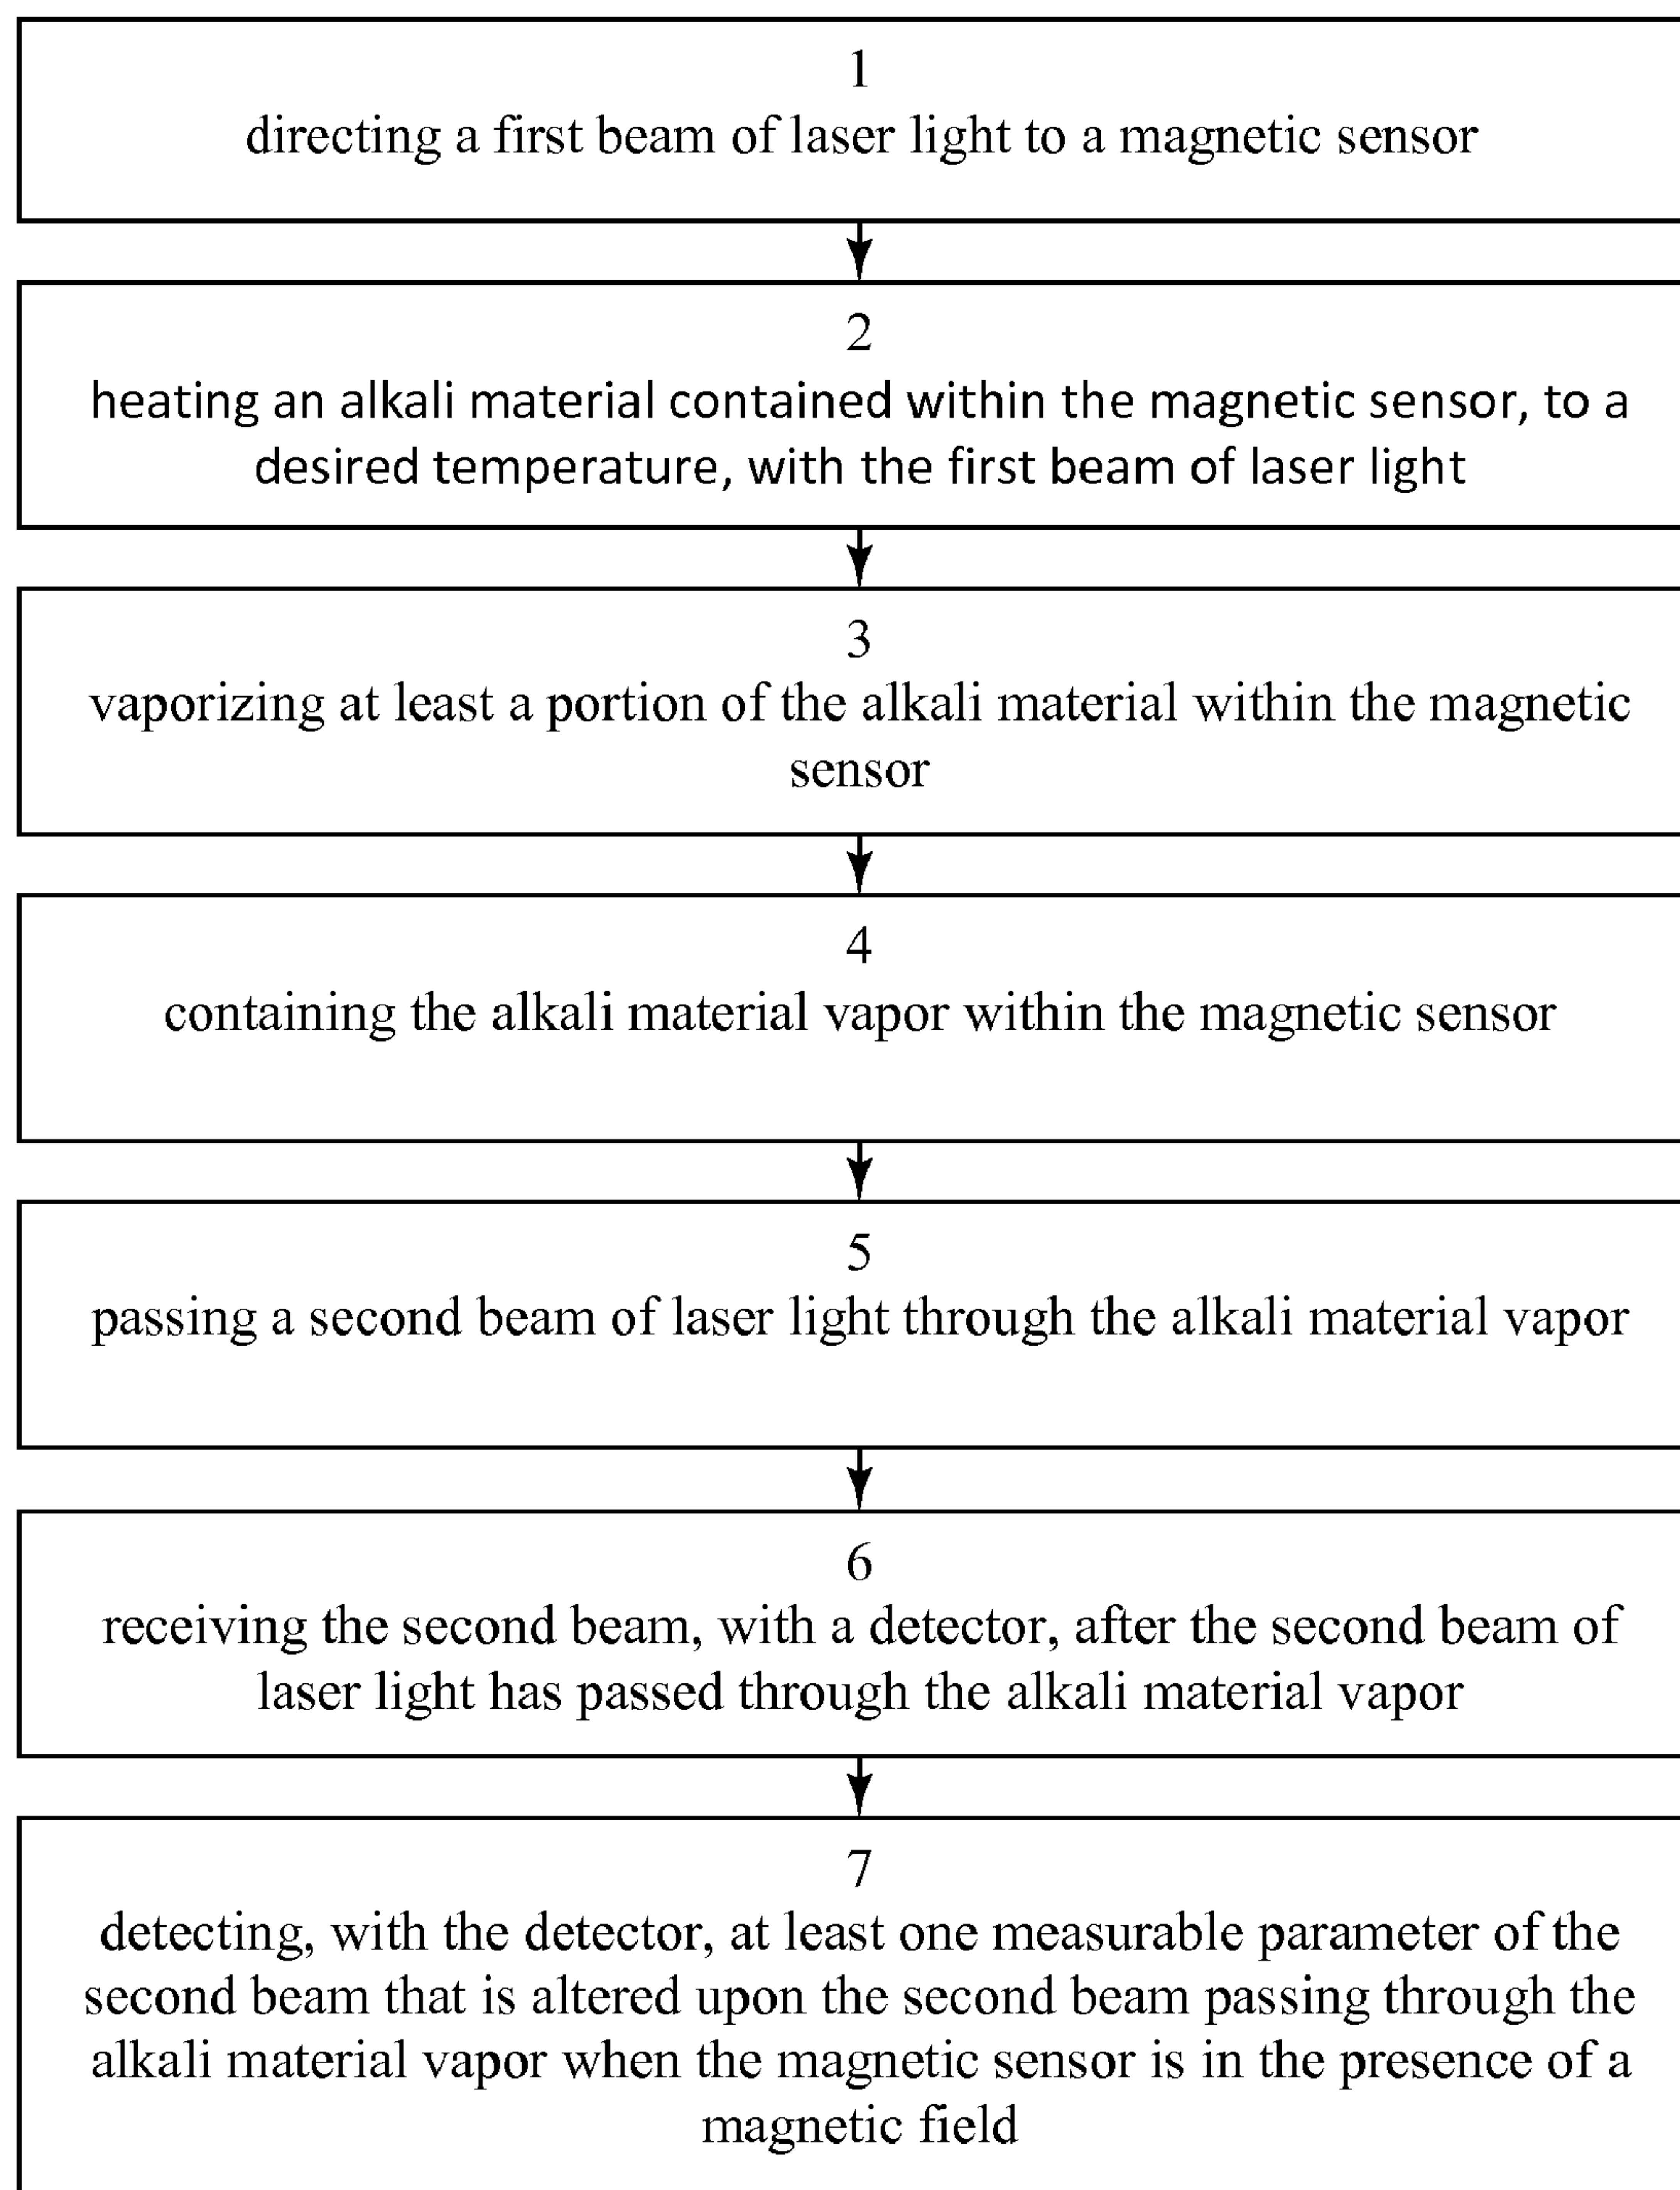 1
directing a first beam of laser light to a magnetic sensor
2
heating an alkali material contained within the magnetic sensor, to a
desired temperature, with the first beam of laser light
3
vaporizing at least a portion of the alkali material within the magnetic
sensor
4
containing the alkali material vapor within the magnetic sensor
5
passing a second beam of laser light through the alkali material vapor
6
receiving the second beam, with a detector, after the second beam of
laser light has passed through the alkali material vapor
7
detecting, with the detector, at least one measurable parameter of the
second beam that is altered upon the second beam passing through the
alkali material vapor when the magnetic sensor is in the presence of a
magnetic field